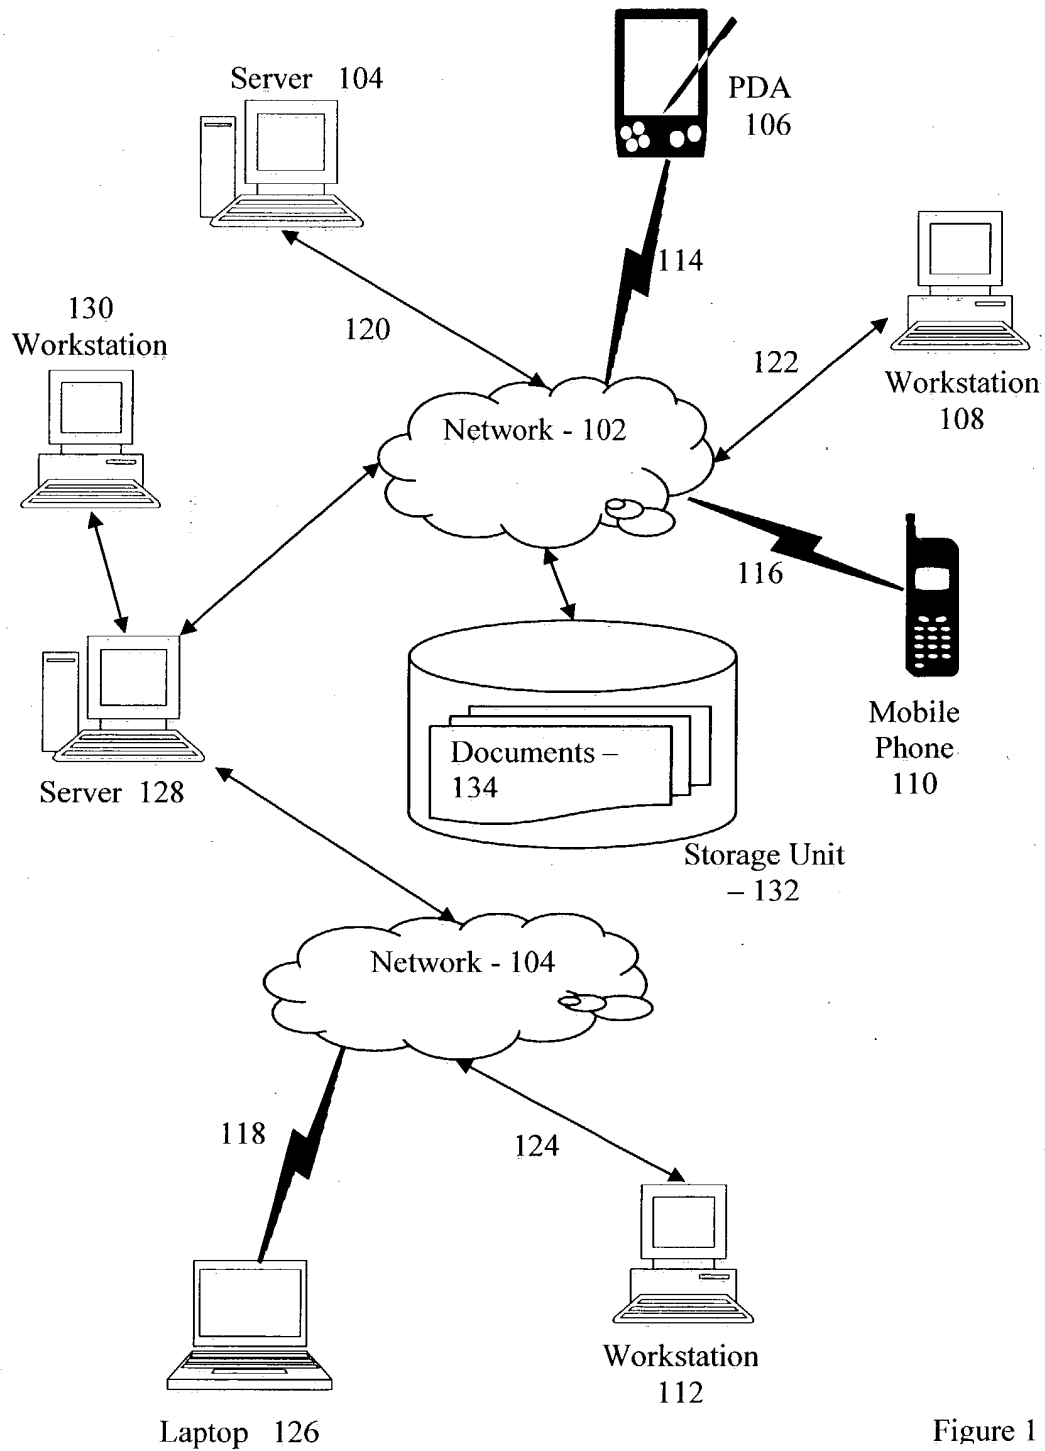 Server 104
PDA
106
114
130
Workstation
120
122
Workstation
108
Network - 102
116
Mobile
Phone
110
Documents –
134
Server 128
Storage Unit
– 132
Network - 104
118
124
Workstation
112
Laptop 126
Figure 1